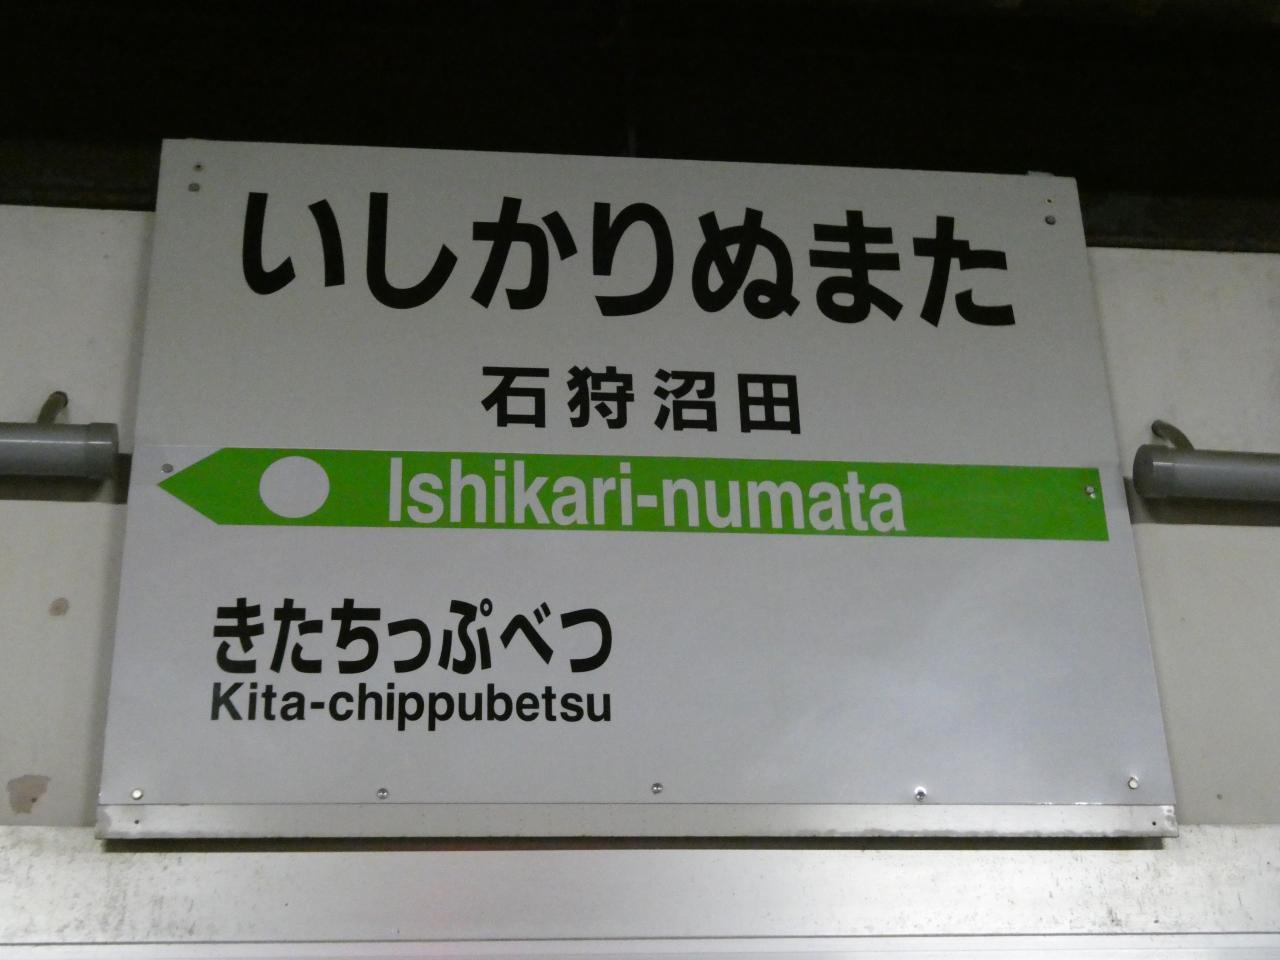 いしかりぬまた
石狩沼田
Ishikari-numata
きたちっぷべつ
Kita-chippubetsu